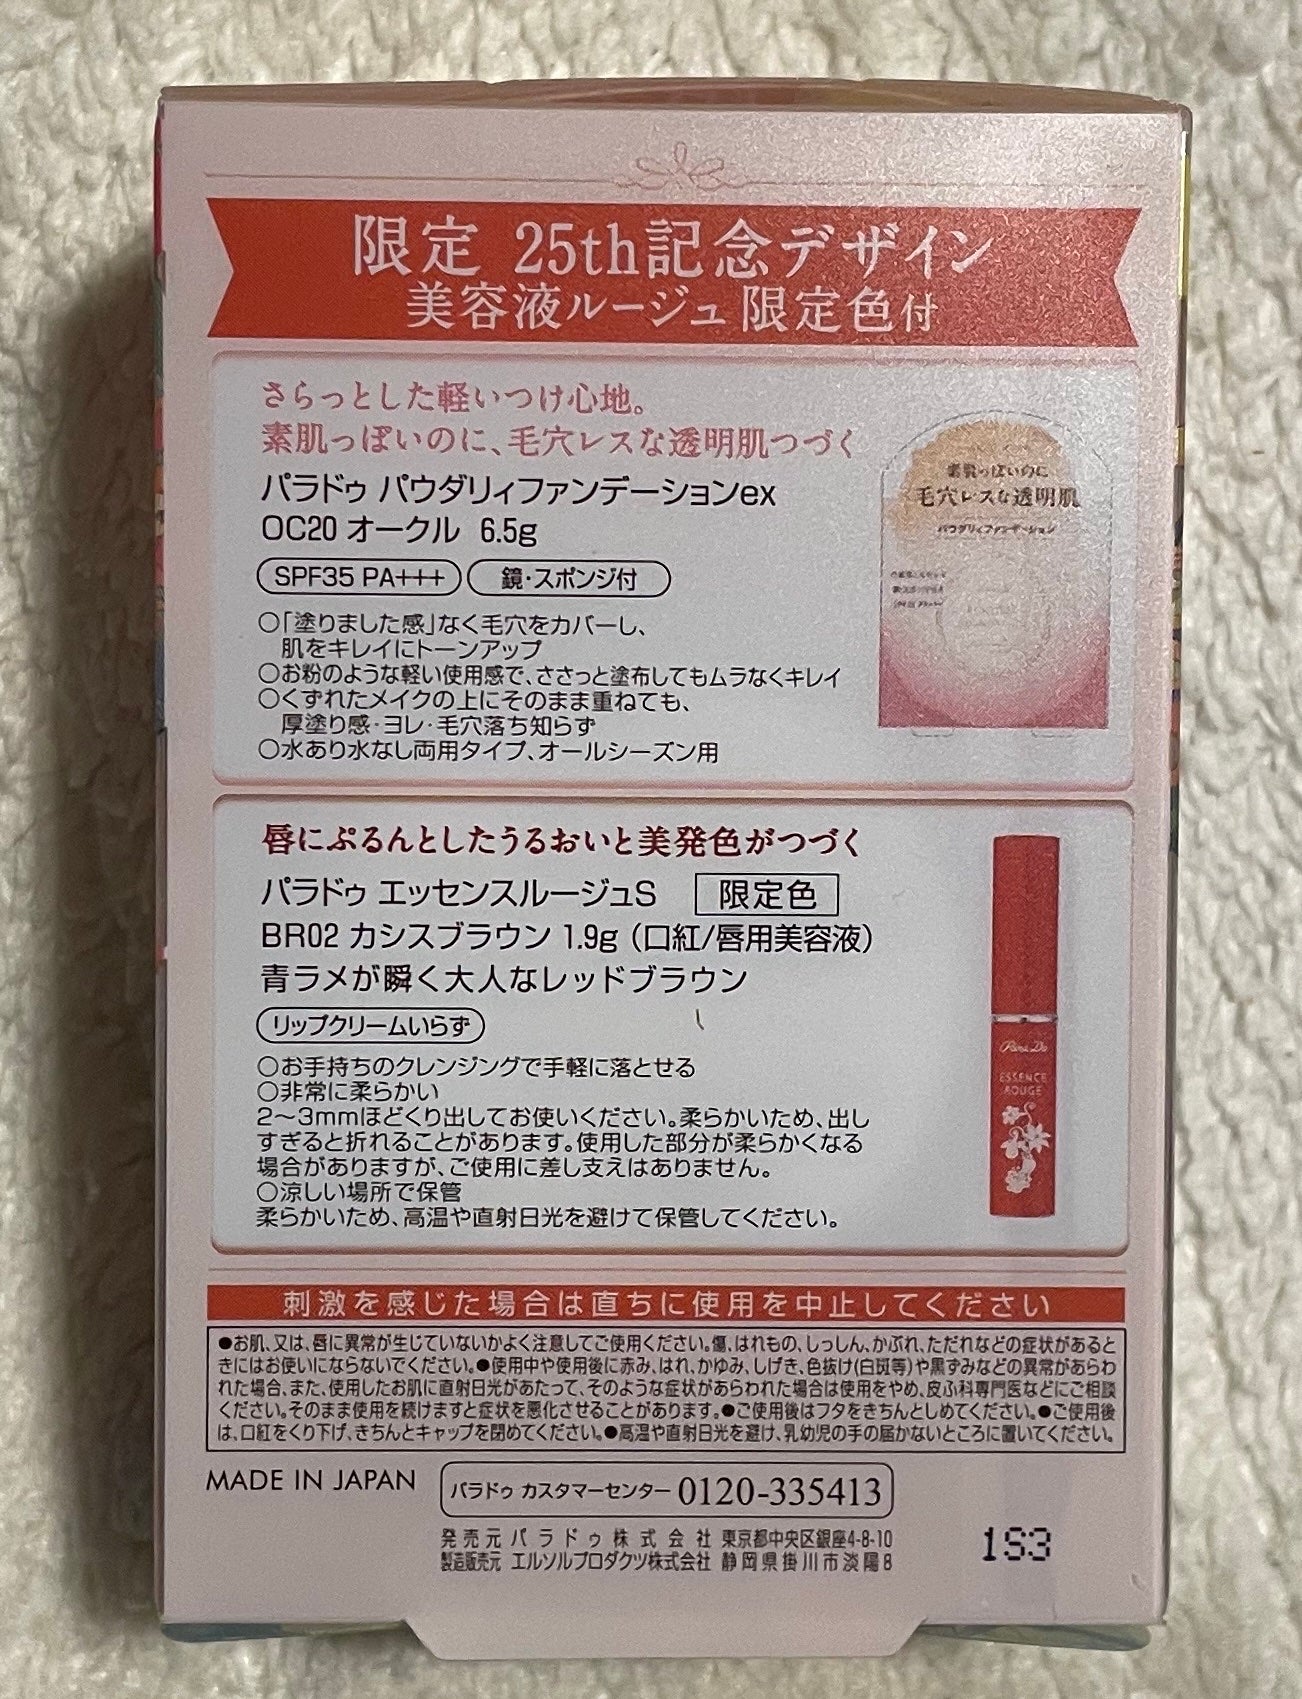 限定 25th記念デザイン
美容液ルージュ 限定色付
さらっとした軽いつけ心地。
素肌っぽいのに、毛穴レスな透明肌つづく
パラドゥ パウダリィファンデーションex
OC20 オークル 6.5g
SPF35 PA+++ 鏡・スポンジ付
○「塗りました感」なく毛穴をカバーし、
肌をキレイにトーンアップ
○お粉のような軽い使用感で、ささっと塗布してもムラなくキレイ
○くずれたメイクの上にそのまま重ねても、
厚塗り感・ヨレ・毛穴落ち知らず
○水あり水なし両用タイプ、オールシーズン用
素肌っぽいのに
毛穴レスな透明肌
パウダリィファンデーション
唇にぷるんとしたうるおいと美発色がつづく
パラドゥ エッセンスルージュS 限定色
BR02 カシスブラウン 1.9g (口紅/唇用美容液)
青ラメが瞬く大人なレッドブラウン
リップクリームいらず
○お手持ちのクレンジングで手軽に落とせる
○非常に柔らかい
2〜3mmほどくり出してお使いください。柔らかいため、出し
すぎると折れることがあります。使用した部分が柔らかくなる
場合がありますが、ご使用に差し支えはありません。
○涼しい場所で保管
柔らかいため、高温や直射日光を避けて保管してください。
Para Do
ESSENCE
ROUGE
刺激を感じた場合は直ちに使用を中止してください
●お肌、又は、唇に異常が生じていないかよく注意してご使用ください。傷、はれもの、しっしん、かぶれ、ただれなどの症状があると
きにはお使いにならないでください。●使用中や使用後に赤み、はれ、かゆみ、しげき、色抜け(白斑等)や黒ずみなどの異常があらわ
れた場合、また、使用したお肌に直射日光があたって、そのような症状があらわれた場合は使用をやめ、皮ふ科専門医などにご相談
ください。そのまま使用を続けますと症状を悪化させることがあります。●ご使用後はフタをきちんとしめてください。●ご使用後
は、口紅をくり下げ、きちんとキャップを閉めてください。●高温や直射日光を避け、乳幼児の手の届かないところに置いてください。
MADE IN JAPAN
パラドゥ カスタマーセンター 0120-335413
発売元 パラドゥ株式会社 東京都中央区銀座4-8-10
製造販売元 エルソルプロダクツ株式会社 静岡県掛川市淡陽8
1S3